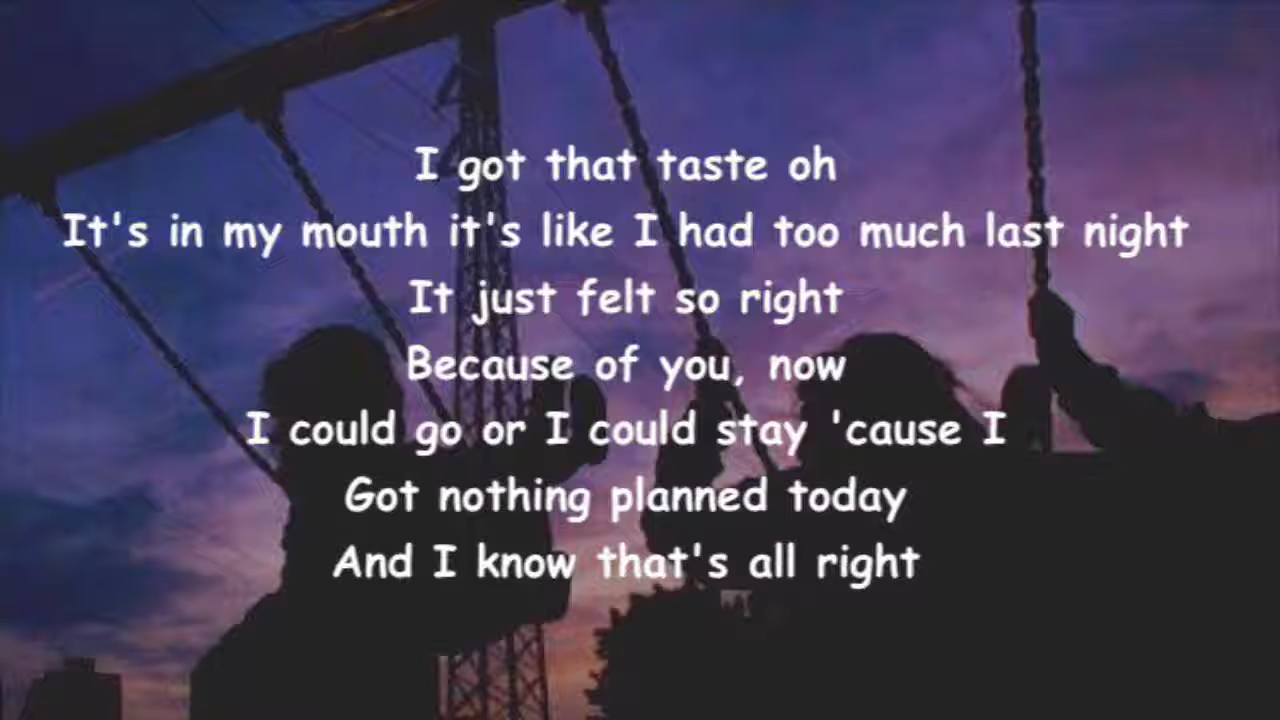 I got that taste oh
It's in my mouth it's like I had too much last night
It just felt so right
Because of you, now
I could go or I could stay 'cause I
Got nothing planned today
And I know that's all right